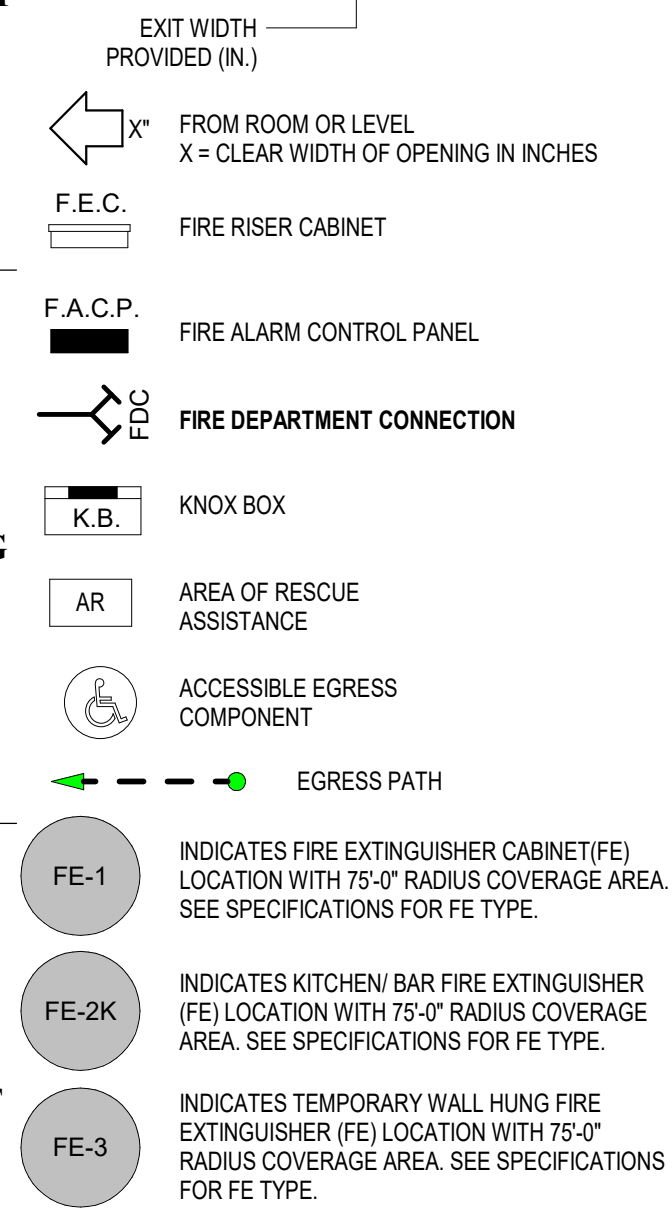 EXIT WIDTH
PROVIDED (IN.)
X"
FROM ROOM OR LEVEL
X = CLEAR WIDTH OF OPENING IN INCHES
F.E.C.
FIRE RISER CABINET
F.A.C.P.
FIRE ALARM CONTROL PANEL
FDC
FIRE DEPARTMENT CONNECTION
K.B.
KNOX BOX
AR
AREA OF RESCUE
ASSISTANCE
ACCESSIBLE EGRESS
COMPONENT
EGRESS PATH
FE-1
INDICATES FIRE EXTINGUISHER CABINET(FE)
LOCATION WITH 75'-0" RADIUS COVERAGE AREA.
SEE SPECIFICATIONS FOR FE TYPE.
FE-2K
INDICATES KITCHEN/ BAR FIRE EXTINGUISHER
(FE) LOCATION WITH 75'-0" RADIUS COVERAGE
AREA. SEE SPECIFICATIONS FOR FE TYPE.
FE-3
INDICATES TEMPORARY WALL HUNG FIRE
EXTINGUISHER (FE) LOCATION WITH 75'-0"
RADIUS COVERAGE AREA. SEE SPECIFICATIONS
FOR FE TYPE.